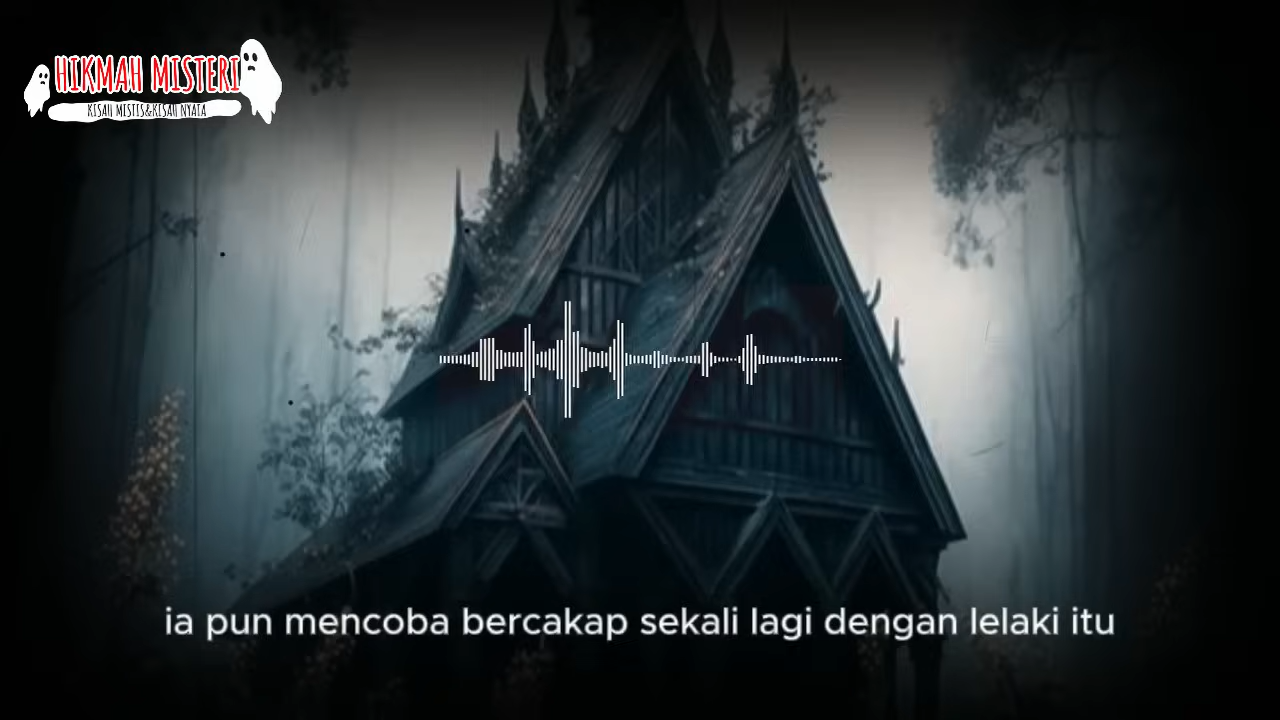 HIKMAH MISTERI
KISAH MISTIS&KISAH NYATA
ia pun mencoba bercakap sekali lagi dengan lelaki itu